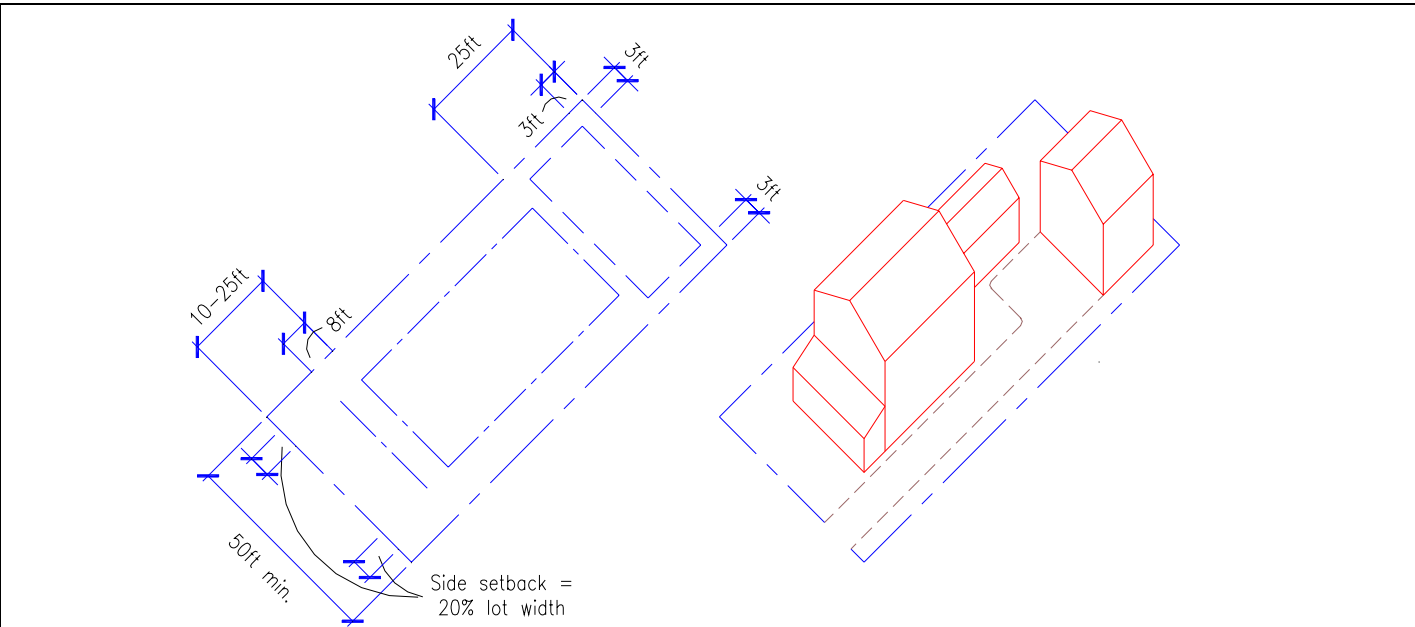 25ft
3ft
3ft
3ft
10-25ft
8ft
50ft min.
Side setback =
20% lot width